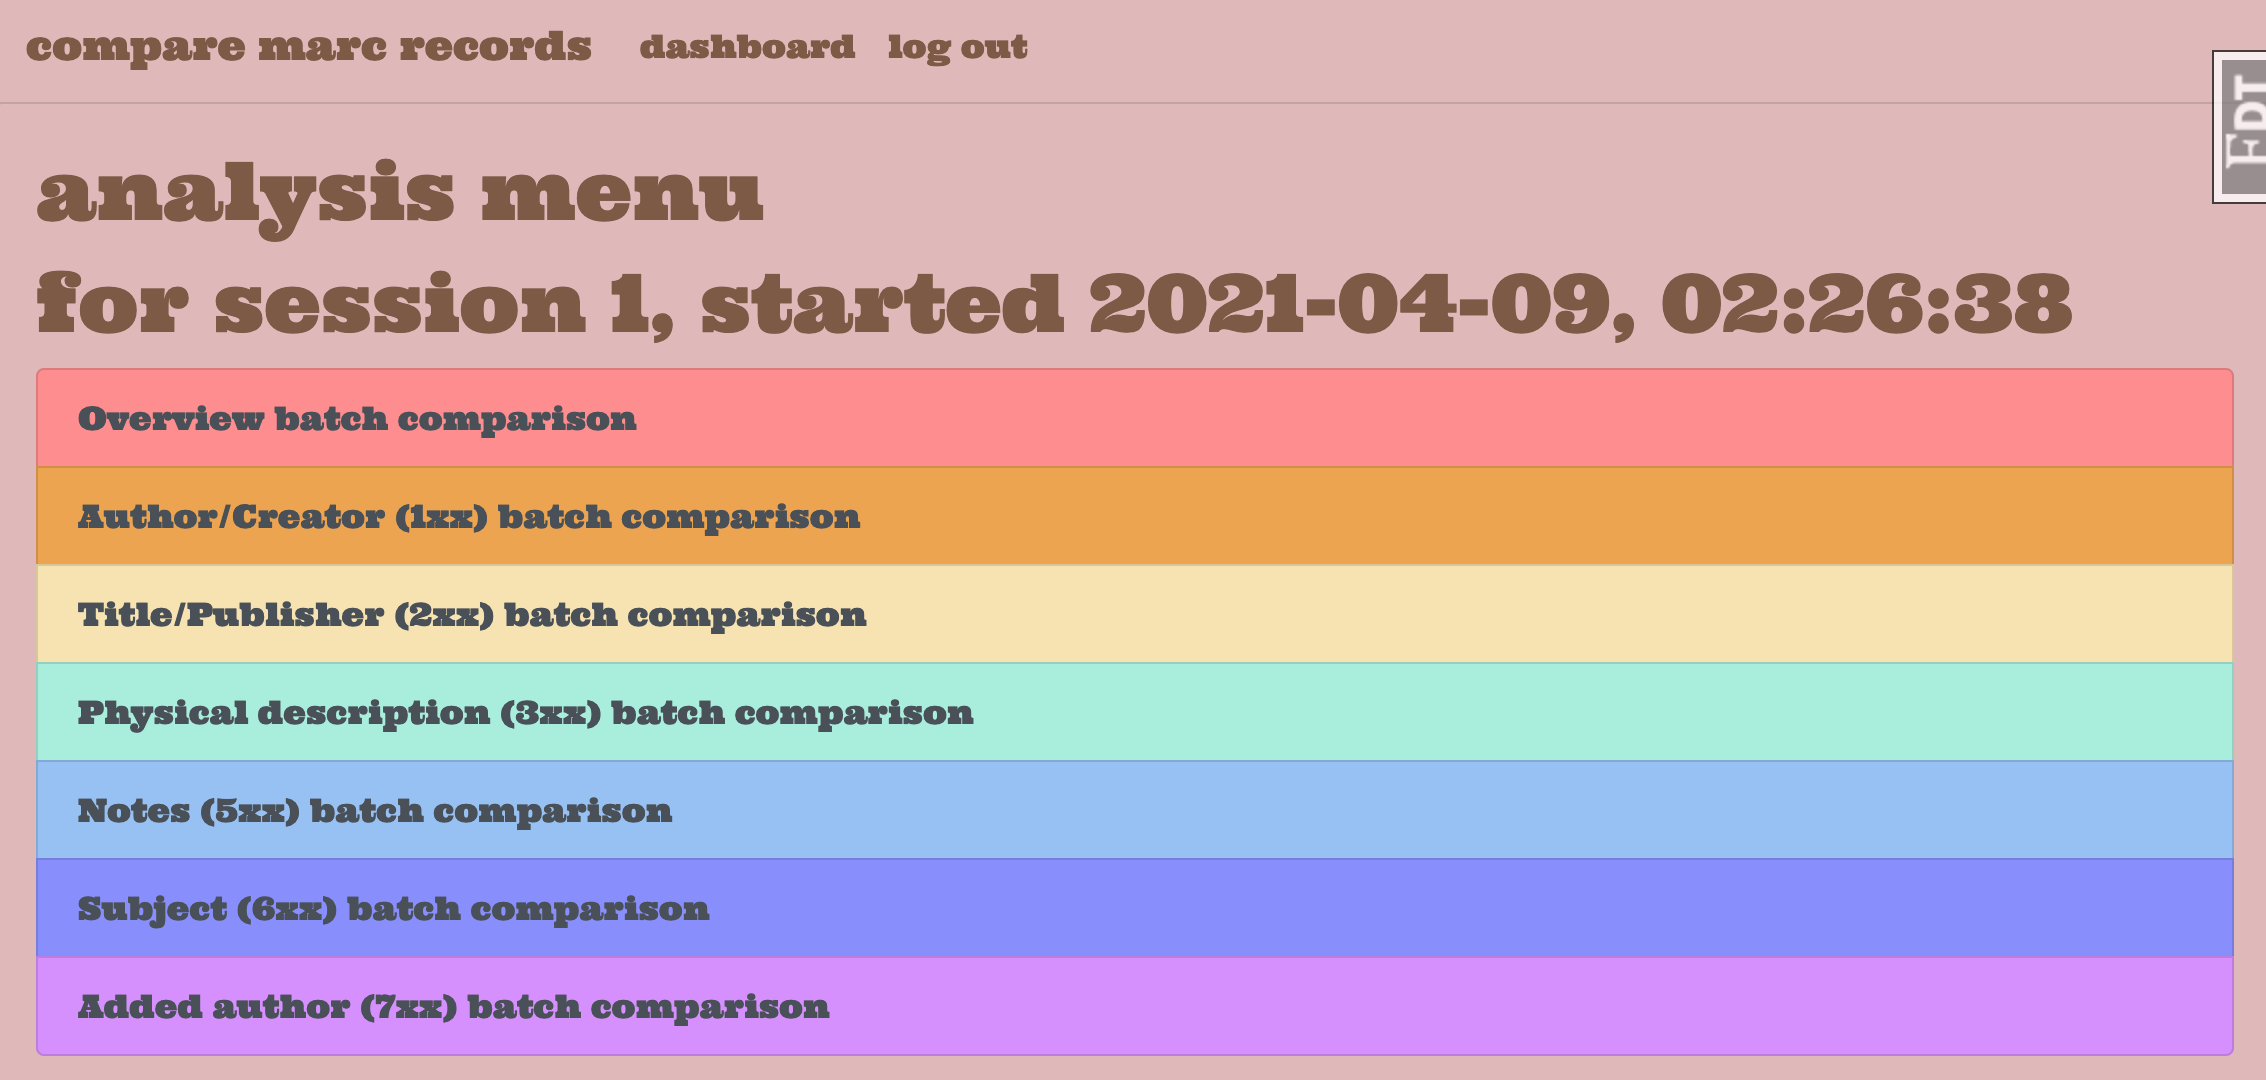 compare marc records dashboard log out
analysis menu
for session 1, started 2021-04-09, 02:26:38
Overview batch comparison
Author/Creator (1xx) batch comparison
Title/Publisher (2xx) batch comparison
Physical description (3xx) batch comparison
Notes (5xx) batch comparison
Subject (6xx) batch comparison
Added author (7xx) batch comparison